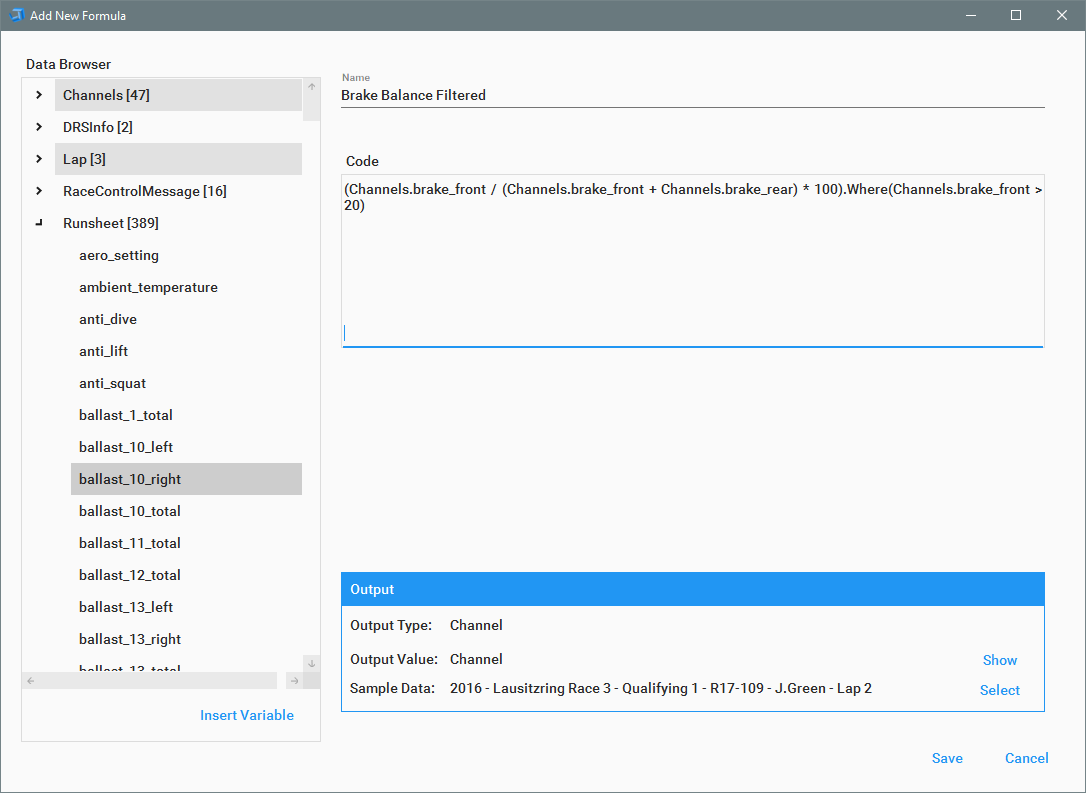 Add New Formula
Data Browser
Channels [47]
DRSInfo [2]
Lap [3]
RaceControlMessage [16]
Runsheet [389]
aero_setting
ambient_temperature
anti_dive
anti_lift
anti_squat
ballast_1_total
ballast_10_left
ballast_10_right
ballast_10_total
ballast_11_total
ballast_12_total
ballast_13_left
ballast_13_right
ballast_13_total
Insert Variable
Name
Brake Balance Filtered
Code
(Channels.brake_front / (Channels.brake_front + Channels.brake_rear) * 100).Where(Channels.brake_front >
20)
Output
Output Type: Channel
Output Value: Channel Show
Sample Data: 2016 - Lausitzring Race 3 - Qualifying 1 - R17-109 - J.Green - Lap 2 Select
Save Cancel